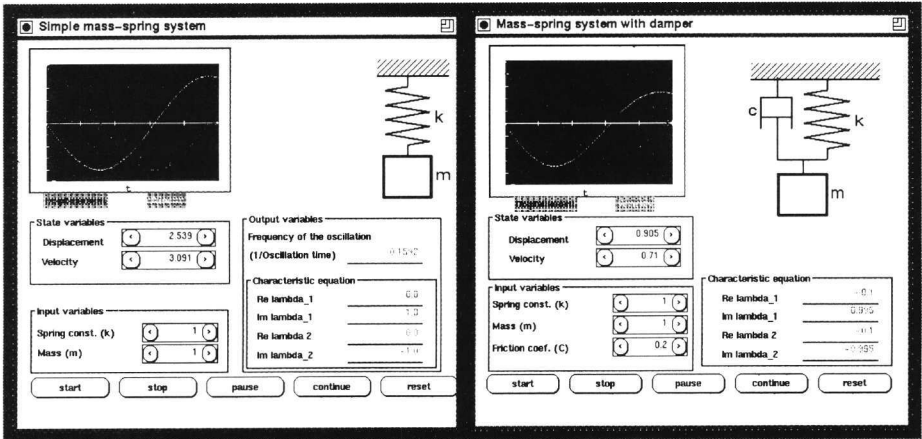 Simple mass-spring system
k
m
t
State variables
Displacement 2.539
Velocity 3.091
Input variables
Spring const. (k) 1
Mass (m) 1
Output variables
Frequency of the oscillation
(1/Oscillation time) 0.1592
Characteristic equation
Re lambda_1 0.0
Im lambda_1 1.0
Re lambda 2 0.0
Im lambda_2 -1.0
start stop pause continue reset
Mass-spring system with damper
c
k
m
t
State variables
Displacement 0.905
Velocity 0.71
Input variables
Spring const. (k) 1
Mass (m) 1
Friction coef. (C) 0.2
Characteristic equation
Re lambda_1 -0.1
Im lambda_1 0.995
Re lambda 2 -0.1
Im lambda_2 -0.995
start stop pause continue reset